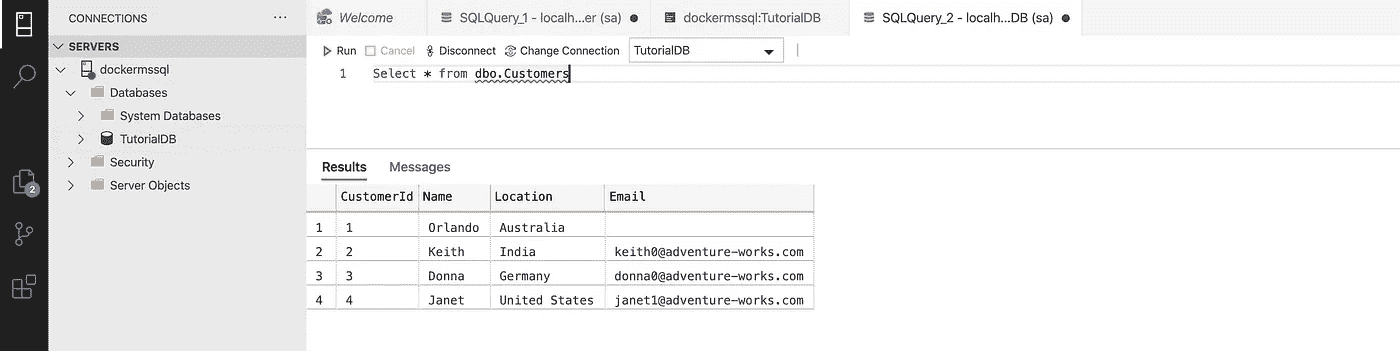 CONNECTIONS ...
Welcome
SQLQuery_1 - localh...er (sa)
dockermssql:TutorialDB
SQLQuery_2 - localh...DB (sa)
SERVERS
dockermssql
Databases
System Databases
TutorialDB
Security
Server Objects
2
Run Cancel Disconnect Change Connection TutorialDB
1 Select * from dbo.Customers
Results Messages
CustomerId Name Location Email
1 1 Orlando Australia
2 2 Keith India keith0@adventure-works.com
3 3 Donna Germany donna0@adventure-works.com
4 4 Janet United States janet1@adventure-works.com